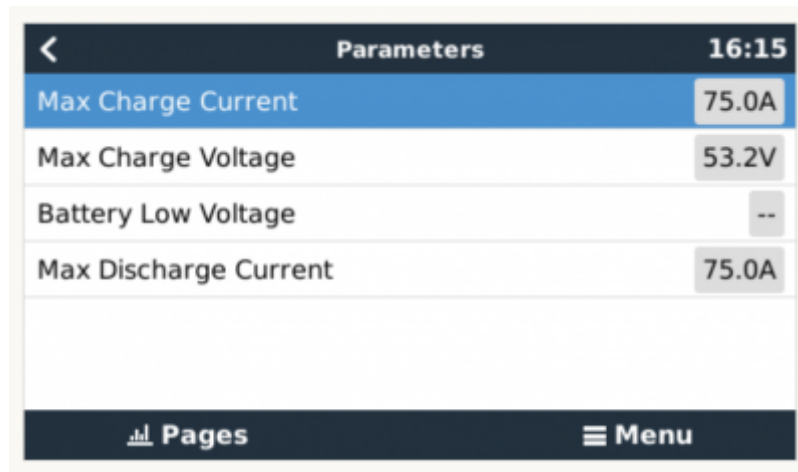 Parameters 16:15
Max Charge Current 75.0A
Max Charge Voltage 53.2V
Battery Low Voltage --
Max Discharge Current 75.0A
Pages Menu